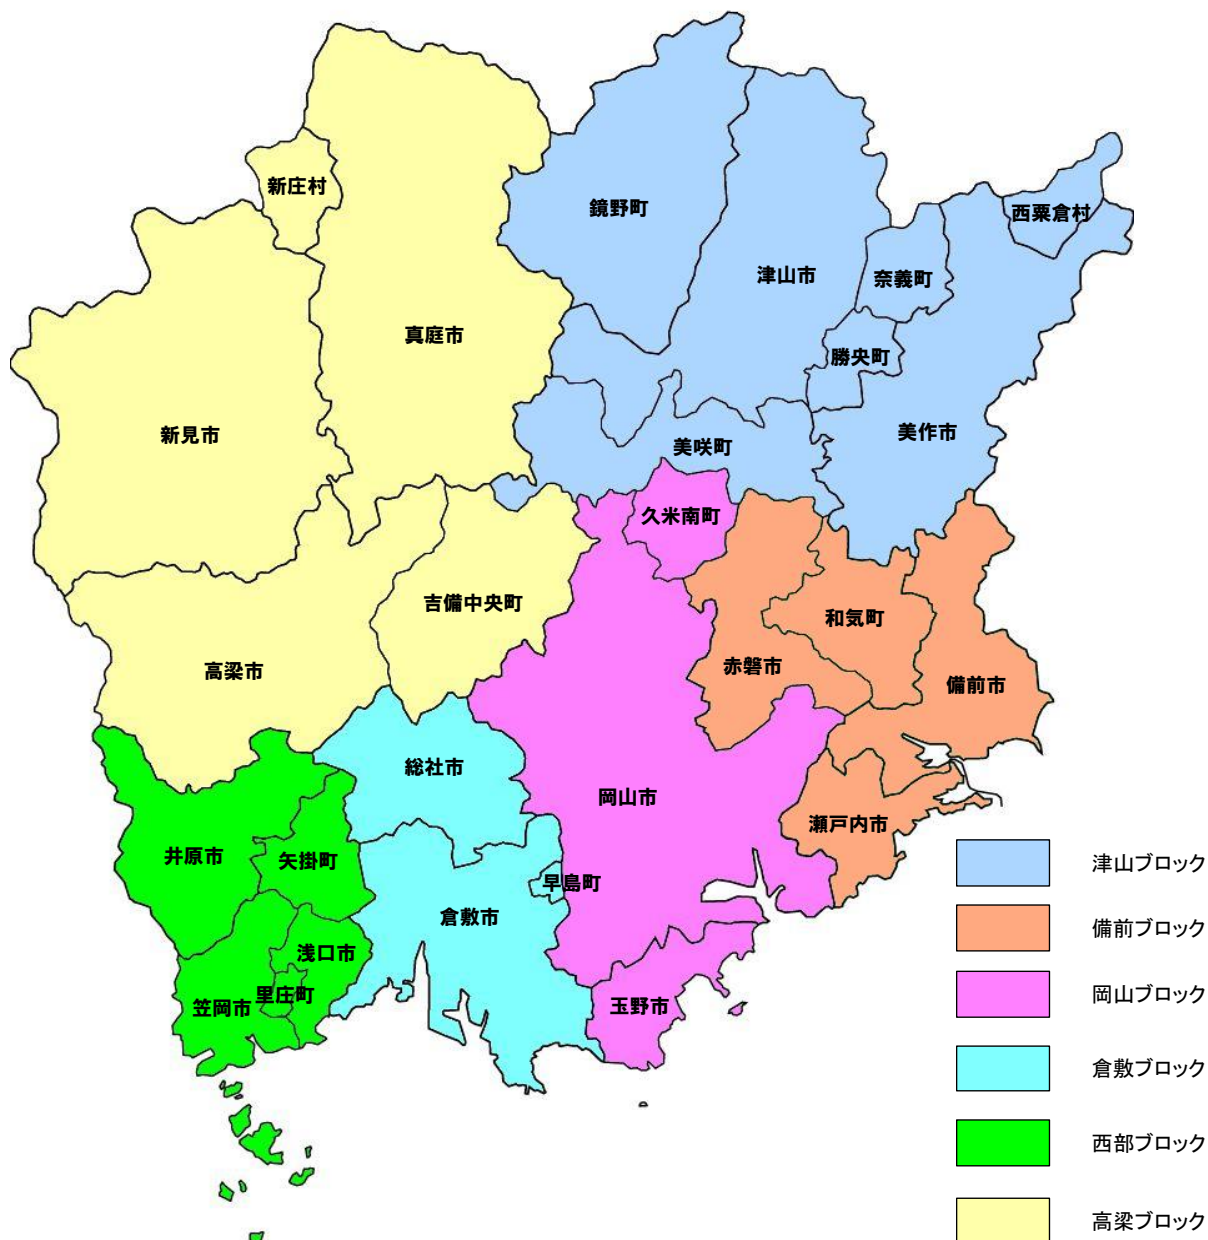 新庄村
鏡野町
西粟倉村
津山市
奈義町
真庭市
勝央町
新見市
美咲町
美作市
久米南町
吉備中央町
和気町
高梁市
赤磐市
備前市
総社市
岡山市
瀬戸内市
井原市
矢掛町
早島町
倉敷市
浅口市
里庄町
笠岡市
玉野市
津山ブロック
備前ブロック
岡山ブロック
倉敷ブロック
西部ブロック
高梁ブロック